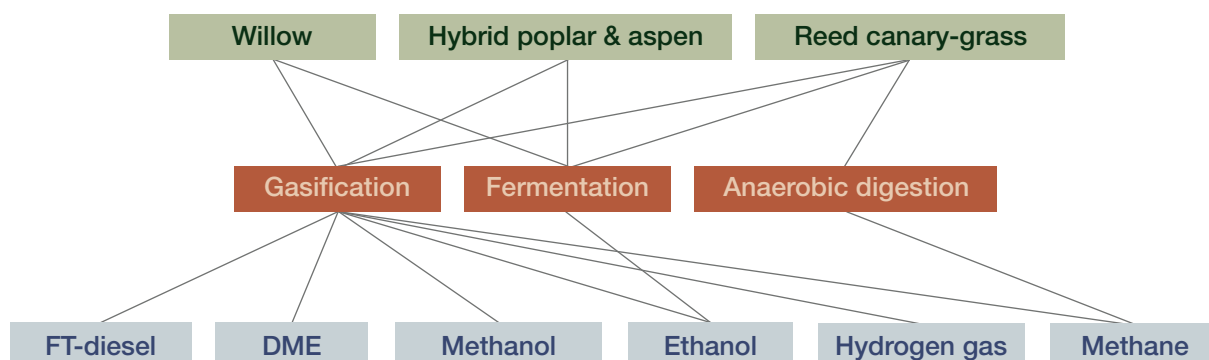 Willow
Hybrid poplar & aspen
Reed canary-grass
Gasification
Fermentation
Anaerobic digestion
FT-diesel
DME
Methanol
Ethanol
Hydrogen gas
Methane